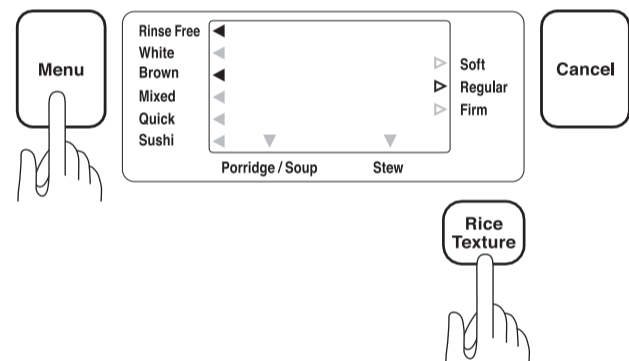 Menu
Rinse Free
White
Brown
Mixed
Quick
Sushi
Porridge / Soup
Stew
Soft
Regular
Firm
Cancel
Rice
Texture